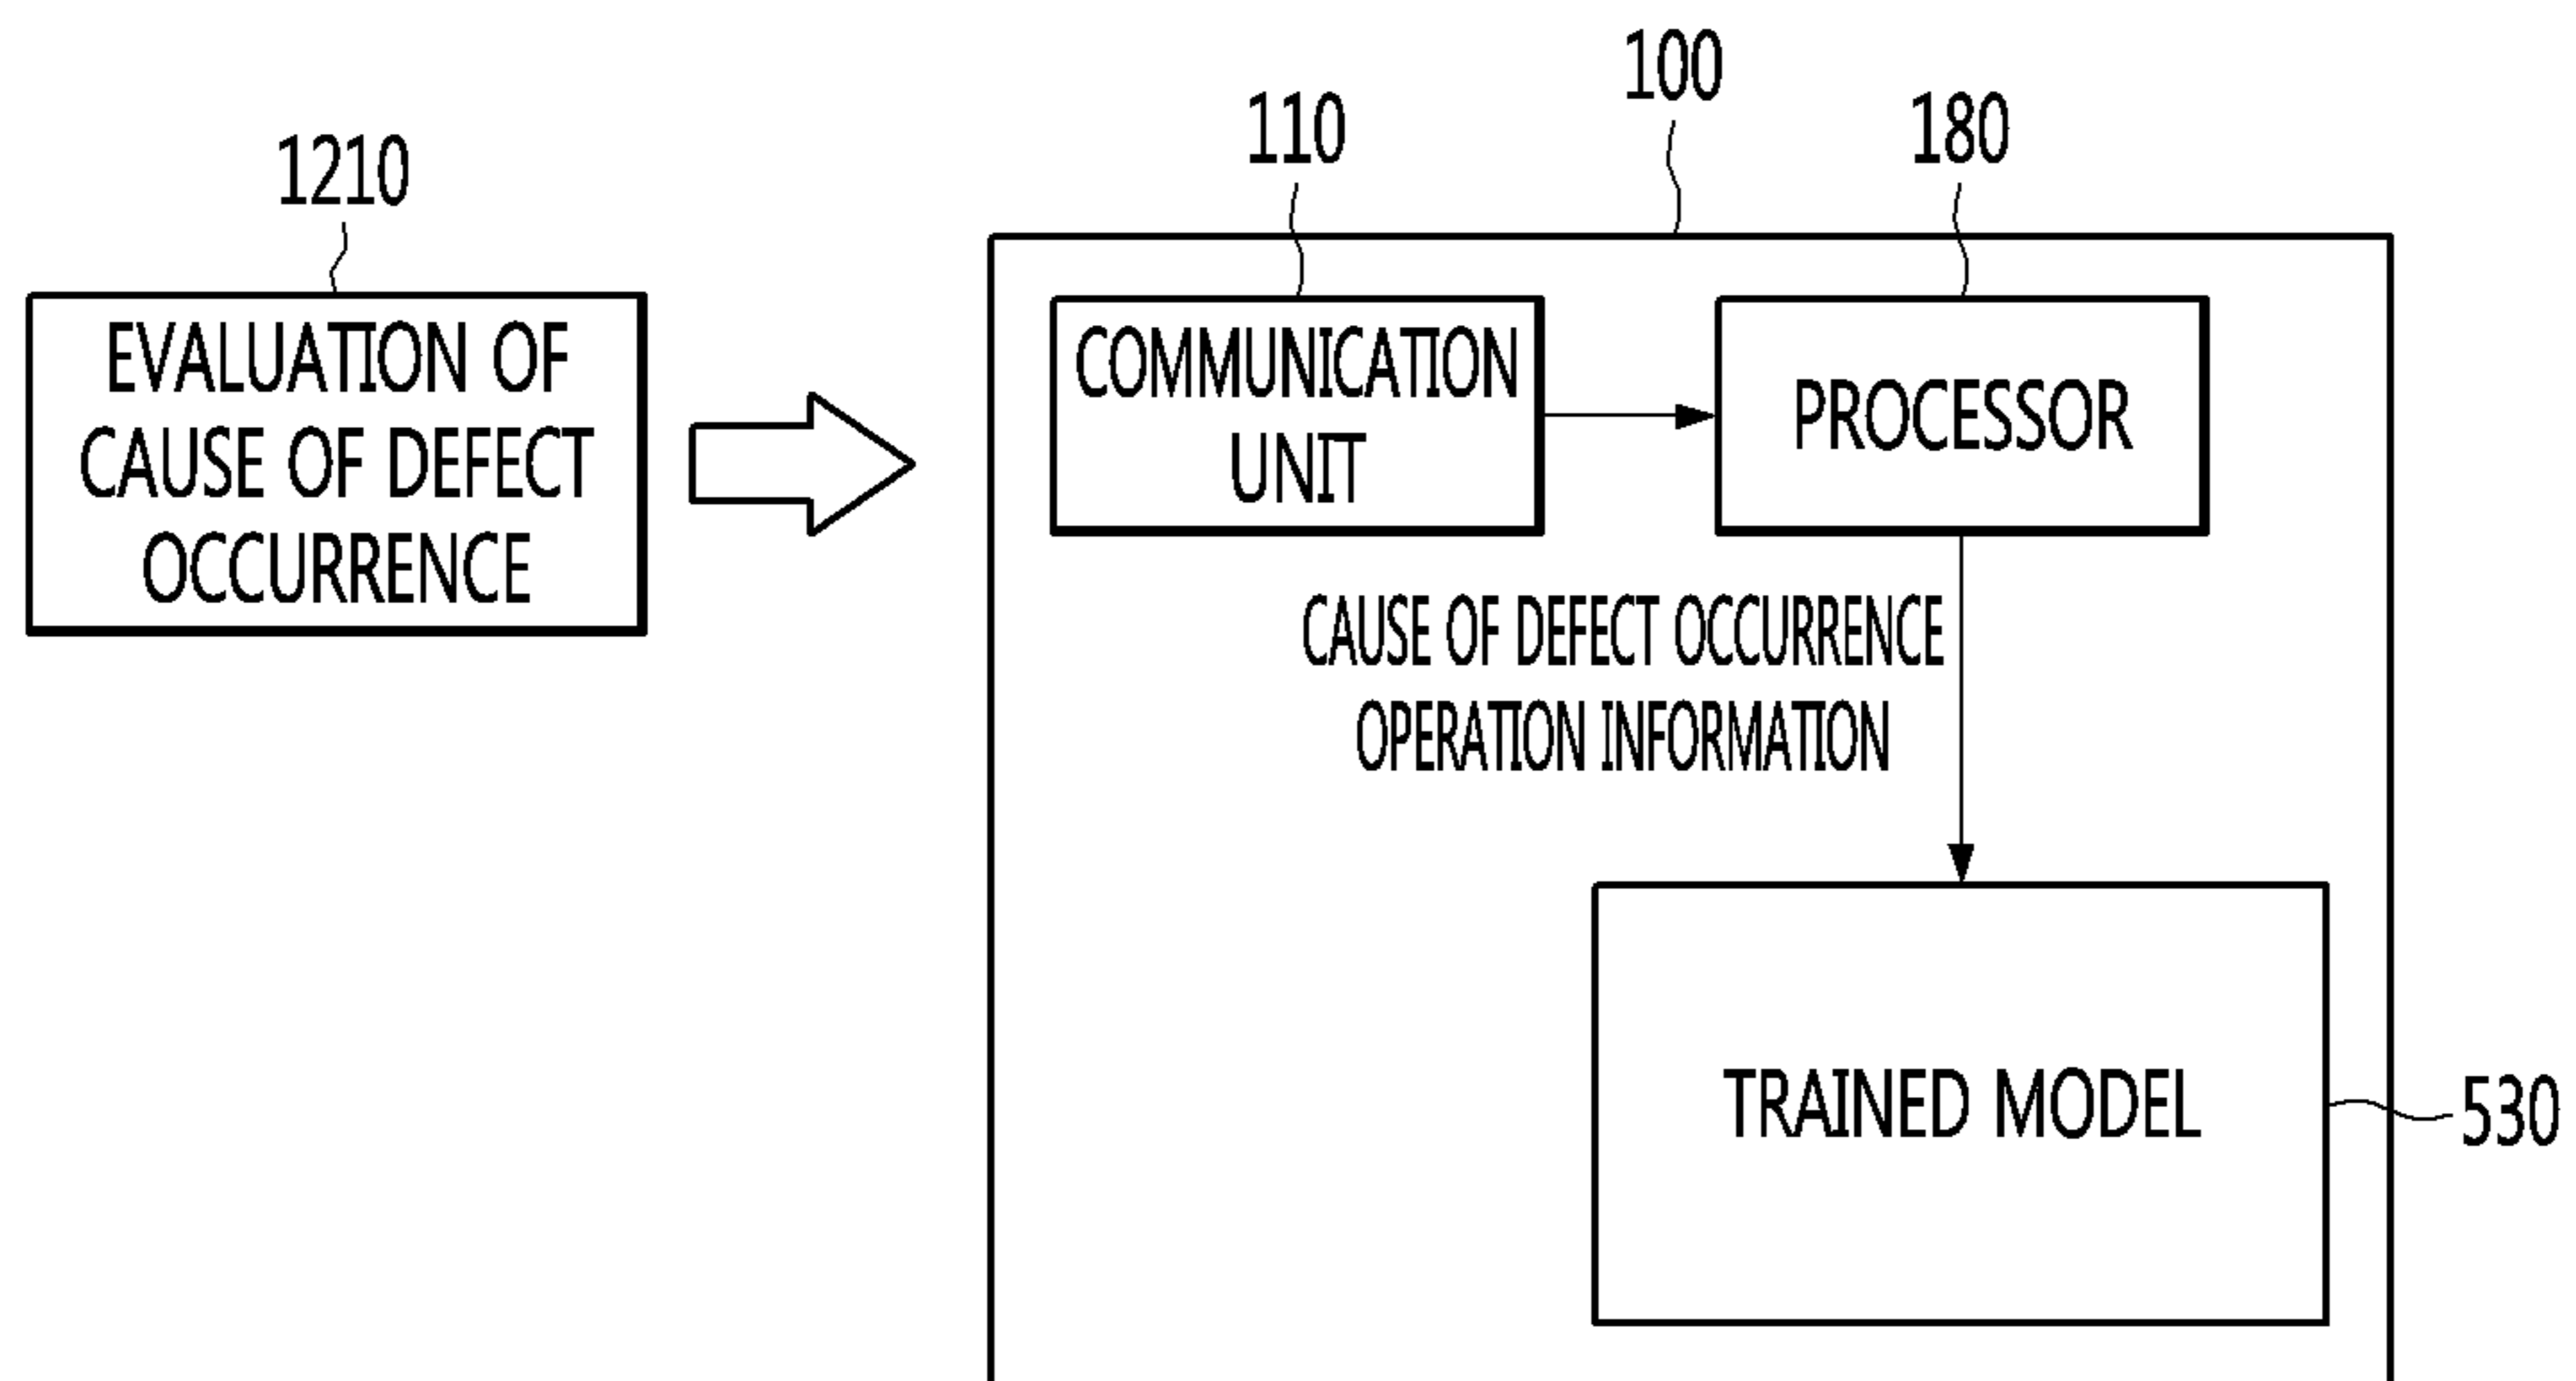 100
110
180
1210
EVALUATION OF
CAUSE OF DEFECT
OCCURRENCE
COMMUNICATION
UNIT
PROCESSOR
CAUSE OF DEFECT OCCURRENCE
OPERATION INFORMATION
TRAINED MODEL
530